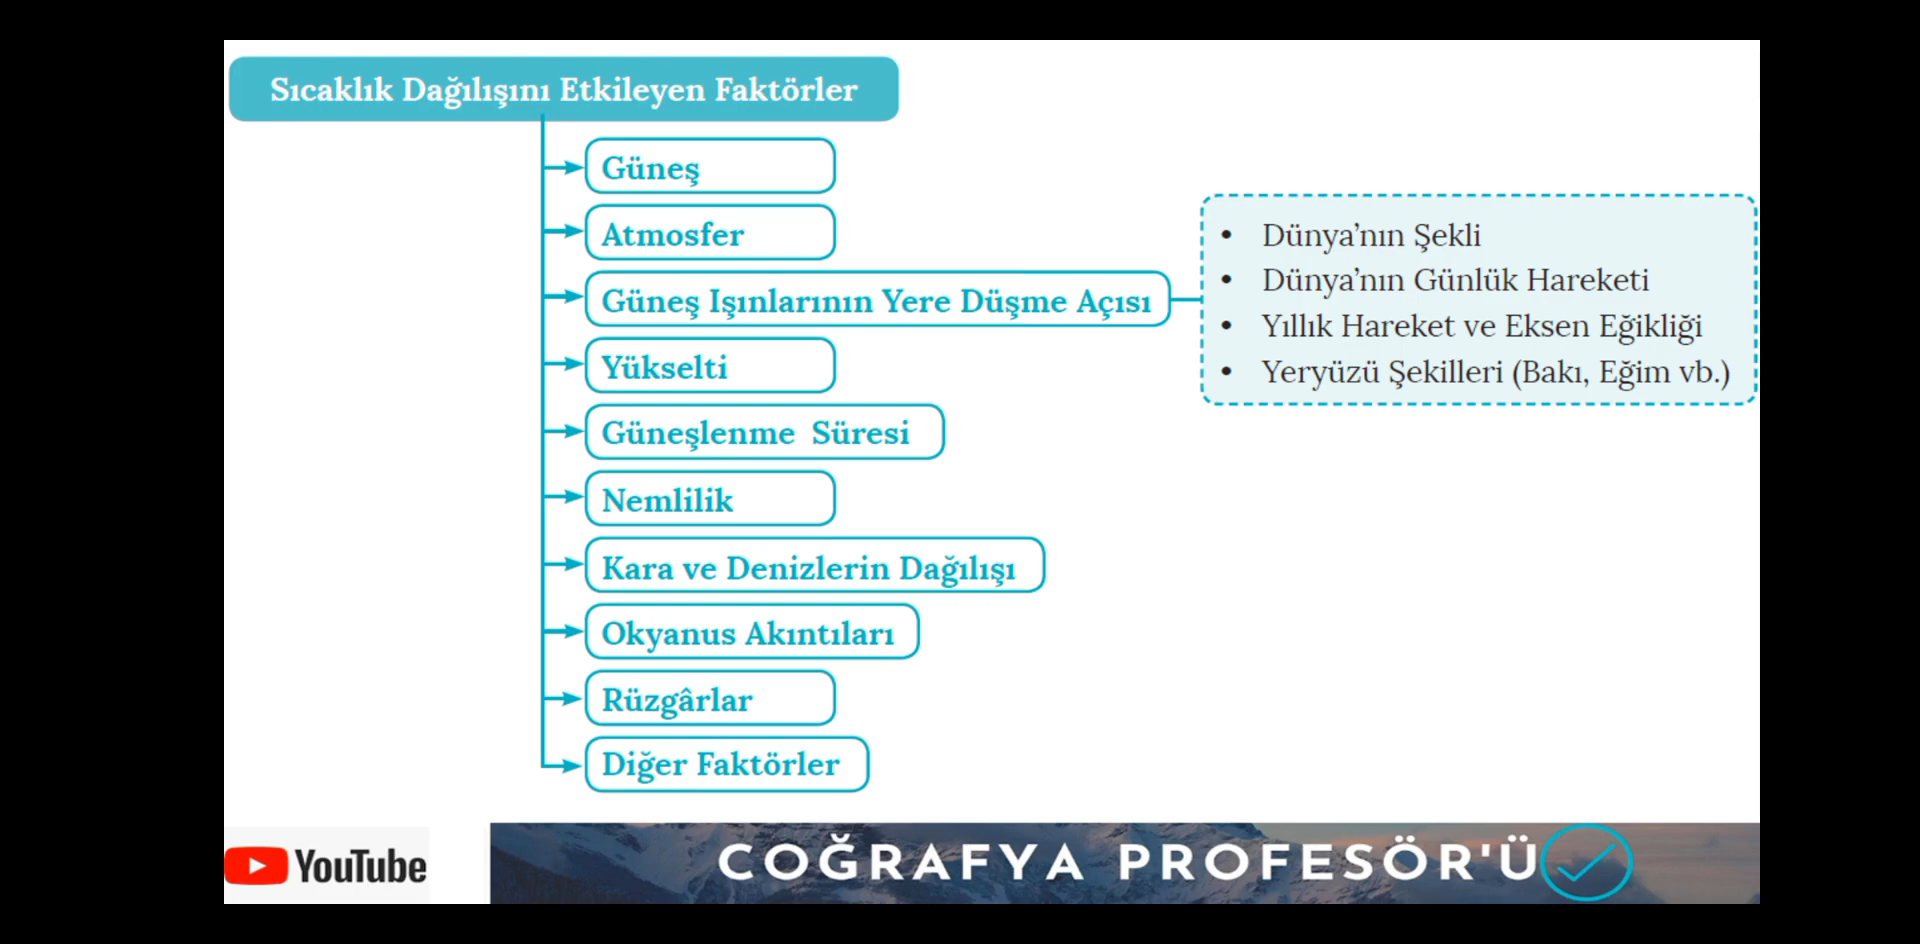 Sıcaklık Dağılışını Etkileyen Faktörler
Güneş
Atmosfer
Güneş Işınlarının Yere Düşme Açısı
• Dünya’nın Şekli
• Dünya’nın Günlük Hareketi
• Yıllık Hareket ve Eksen Eğikliği
• Yeryüzü Şekilleri (Bakı, Eğim vb.)
Yükselti
Güneşlenme Süresi
Nemlilik
Kara ve Denizlerin Dağılışı
Okyanus Akıntıları
Rüzgârlar
Diğer Faktörler
YouTube
COĞRAFYA PROFESÖR'Ü